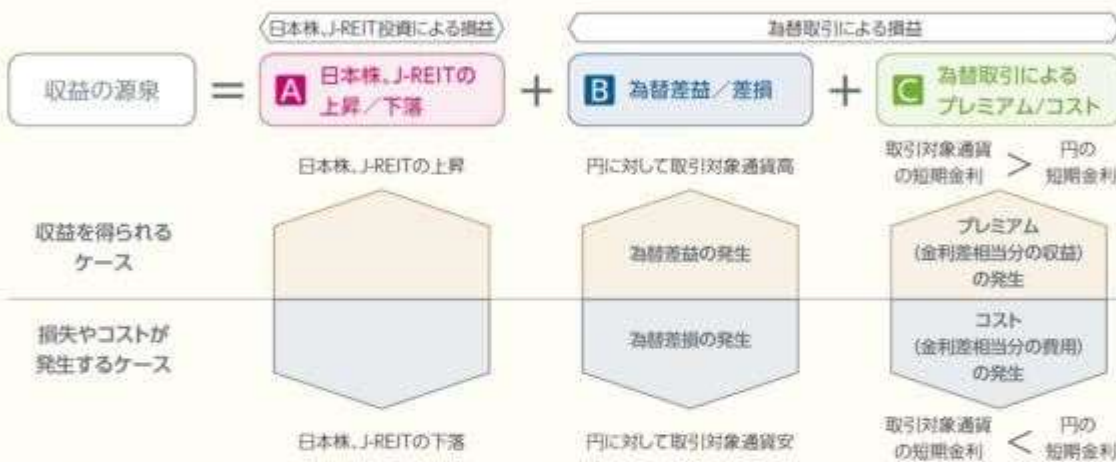 日本株、J-REIT投資による損益
為替取引による損益
収益の源泉
=
A
日本株、J-REITの
上昇／下落
+
B
為替差益／差損
+
C
為替取引による
プレミアム/コスト
日本株、J-REITの上昇
円に対して取引対象通貨高
取引対象通貨
の短期金利
>
円の
短期金利
収益を得られる
ケース
為替差益の発生
プレミアム
(金利差相当分の収益)
の発生
損失やコストが
発生するケース
為替差損の発生
コスト
(金利差相当分の費用)
の発生
日本株、J-REITの下落
円に対して取引対象通貨安
取引対象通貨
の短期金利
<
円の
短期金利